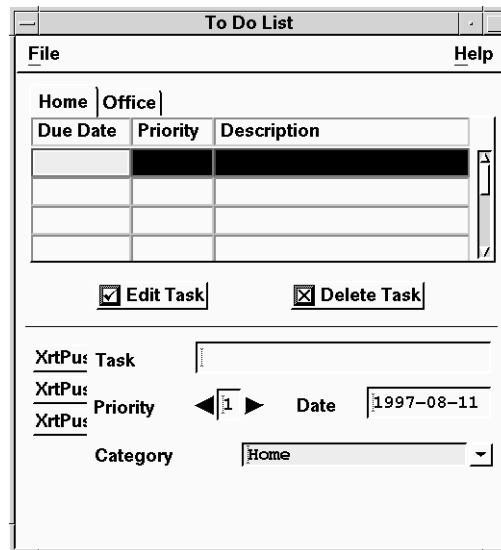 To Do List
File Help
Home Office
Due Date Priority Description
Edit Task Delete Task
XrtPus Task
XrtPus Priority 1 Date 1997-08-11
XrtPus
Category Home